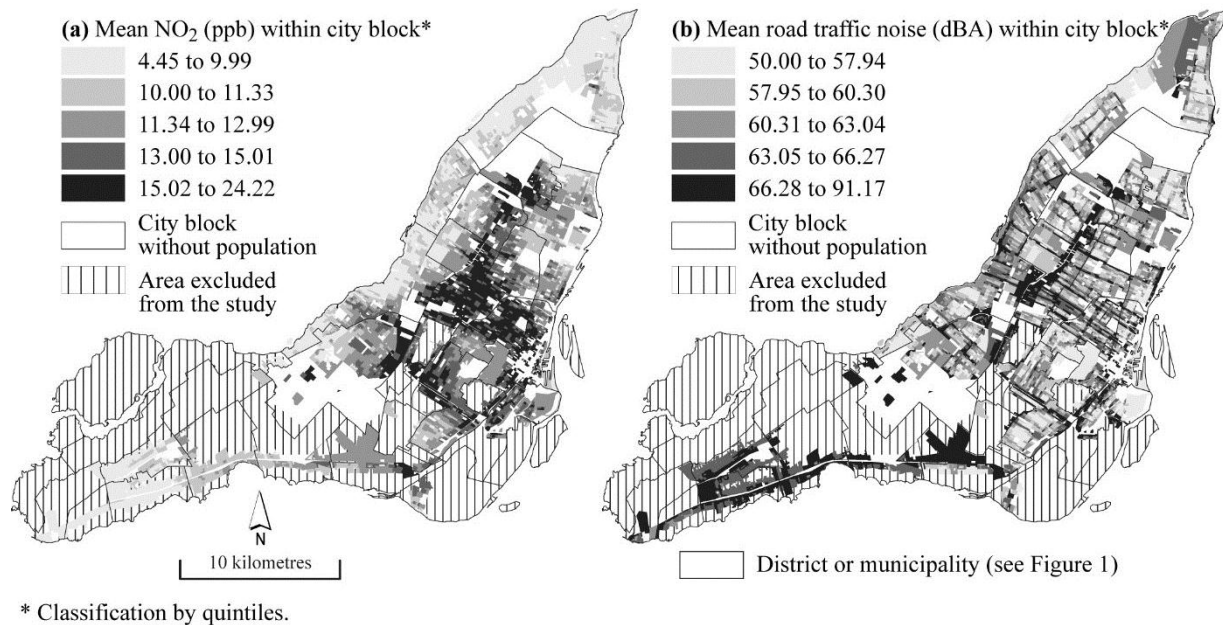 (a) Mean NO₂ (ppb) within city block*
4.45 to 9.99
10.00 to 11.33
11.34 to 12.99
13.00 to 15.01
15.02 to 24.22
City block
without population
Area excluded
from the study
N
10 kilometres
(b) Mean road traffic noise (dBA) within city block*
50.00 to 57.94
57.95 to 60.30
60.31 to 63.04
63.05 to 66.27
66.28 to 91.17
City block
without population
Area excluded
from the study
District or municipality (see Figure 1)
* Classification by quintiles.